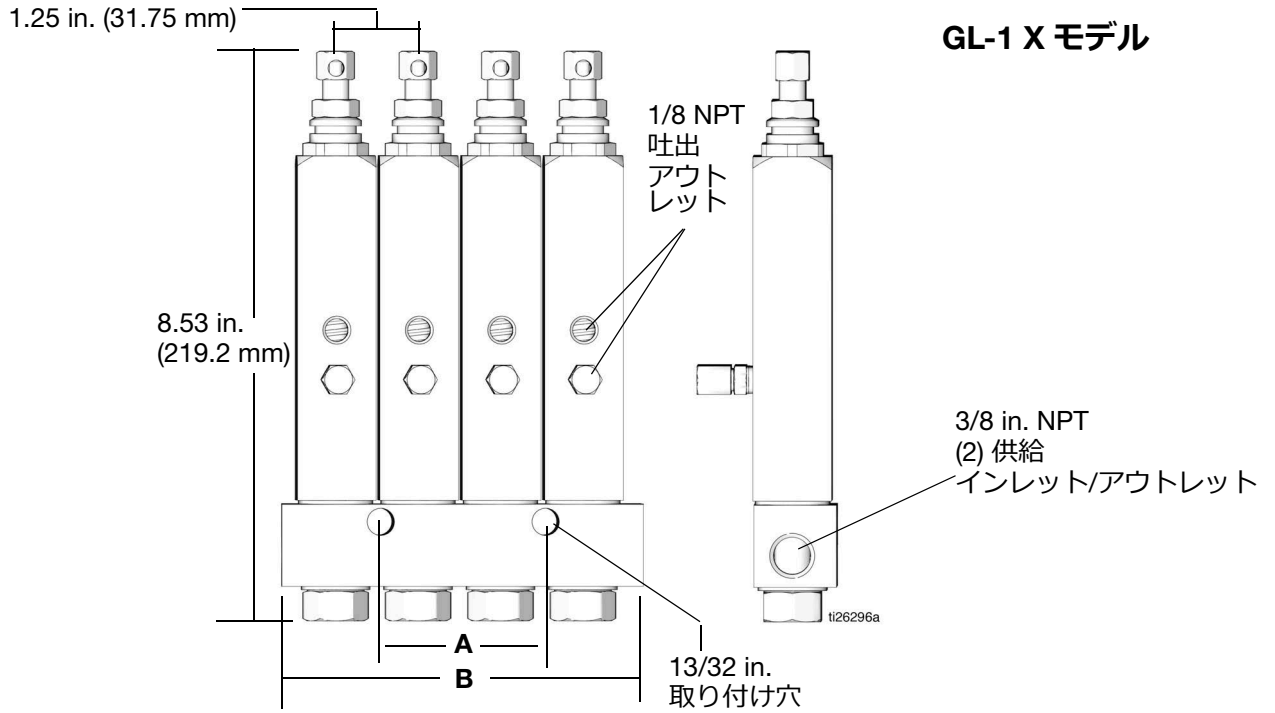 1.25 in. (31.75 mm)
GL-1 X モデル
1/8 NPT
吐出
アウト
レット
8.53 in.
(219.2 mm)
3/8 in. NPT
(2) 供給
インレット/アウトレット
ti26296a
A
B
13/32 in.
取り付け穴